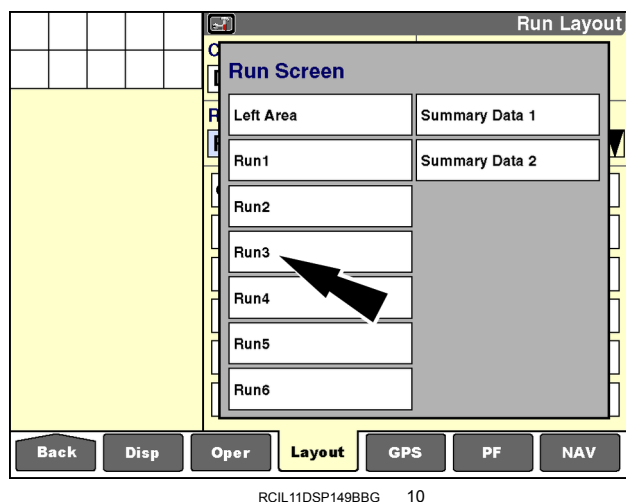 Run Layout
Run Screen
Left Area
Summary Data 1
Run1
Summary Data 2
Run2
Run3
Run4
Run5
Run6
Back
Disp
Oper
Layout
GPS
PF
NAV
RCIL11DSP149BBG 10